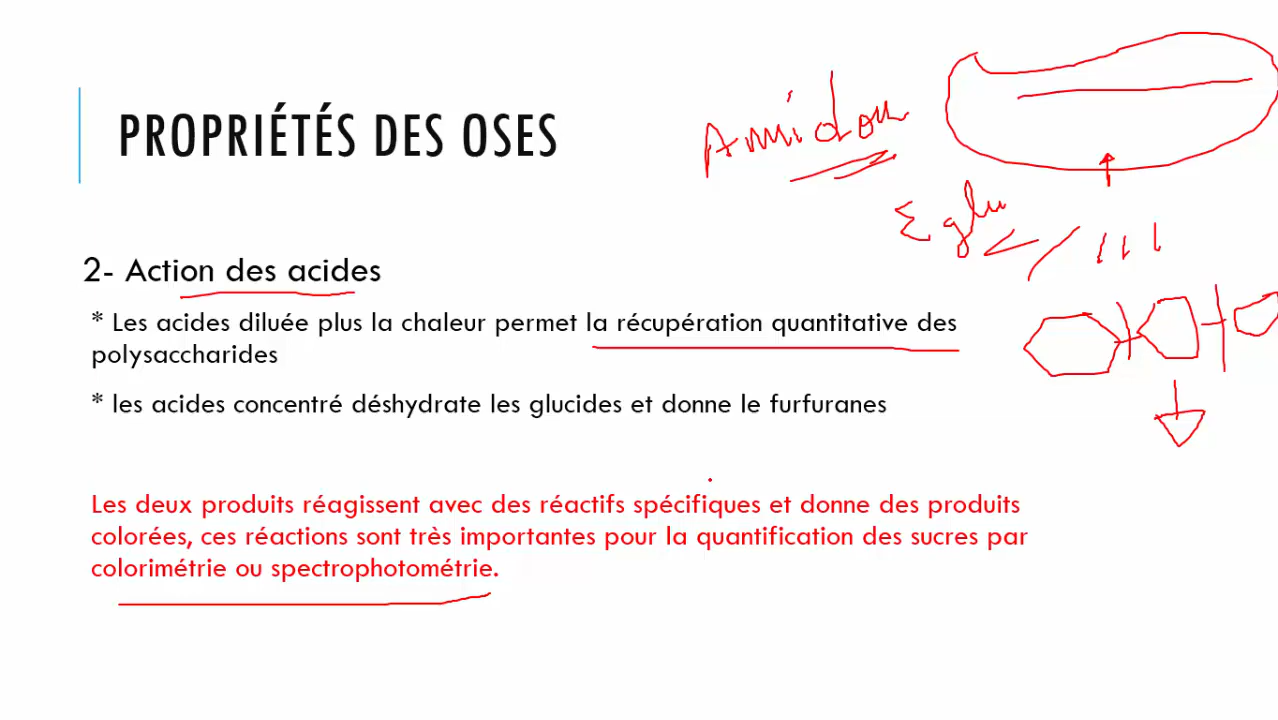 PROPRIÉTÉS DES OSES
Amidon
Σ glu
2- Action des acides
* Les acides diluée plus la chaleur permet la récupération quantitative des
polysaccharides
* les acides concentré déshydrate les glucides et donne le furfuranes
Les deux produits réagissent avec des réactifs spécifiques et donne des produits
colorées, ces réactions sont très importantes pour la quantification des sucres par
colorimétrie ou spectrophotométrie.